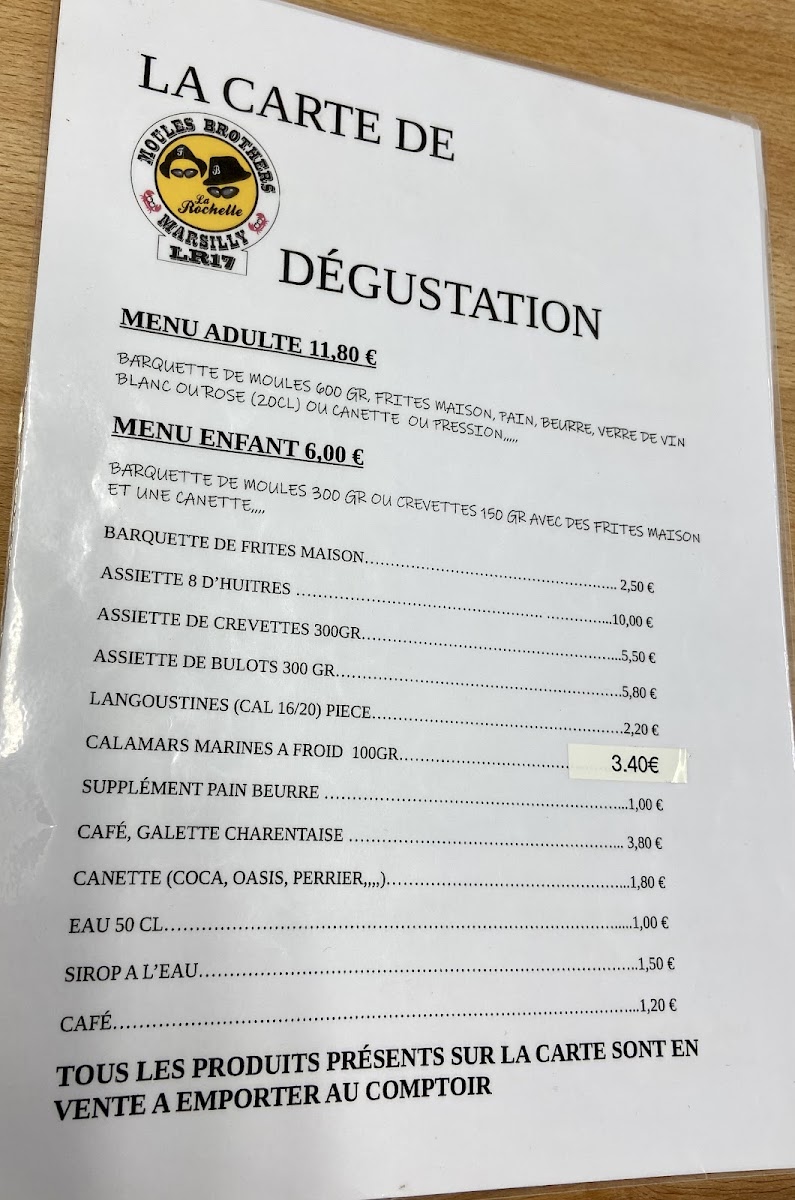 LA CARTE DE
MOULES BROTHERS
F B
La
Rochelle
MARSILLY
LR17
DÉGUSTATION
MENU ADULTE 11,80 €
BARQUETTE DE MOULES 600 GR, FRITES MAISON, PAIN, BEURRE, VERRE DE VIN
BLANC OU ROSE (20CL) OU CANETTE OU PRESSION,,,,,
MENU ENFANT 6,00 €
BARQUETTE DE MOULES 300 GR OU CREVETTES 150 GR AVEC DES FRITES MAISON
ET UNE CANETTE,,,,
BARQUETTE DE FRITES MAISON.................................................. 2,50 €
ASSIETTE 8 D’HUITRES ..................................................10,00 €
ASSIETTE DE CREVETTES 300GR..................................................5,50 €
ASSIETTE DE BULOTS 300 GR..................................................5,80 €
LANGOUSTINES (CAL 16/20) PIECE..................................................2,20 €
CALAMARS MARINES A FROID 100GR.............................. 3.40€
SUPPLÉMENT PAIN BEURRE ..................................................1,00 €
CAFÉ, GALETTE CHARENTAISE .................................................. 3,80 €
CANETTE (COCA, OASIS, PERRIER,,,,)..................................................1,80 €
EAU 50 CL..................................................1,00 €
SIROP A L’EAU..................................................1,50 €
CAFÉ..................................................1,20 €
TOUS LES PRODUITS PRÉSENTS SUR LA CARTE SONT EN
VENTE A EMPORTER AU COMPTOIR